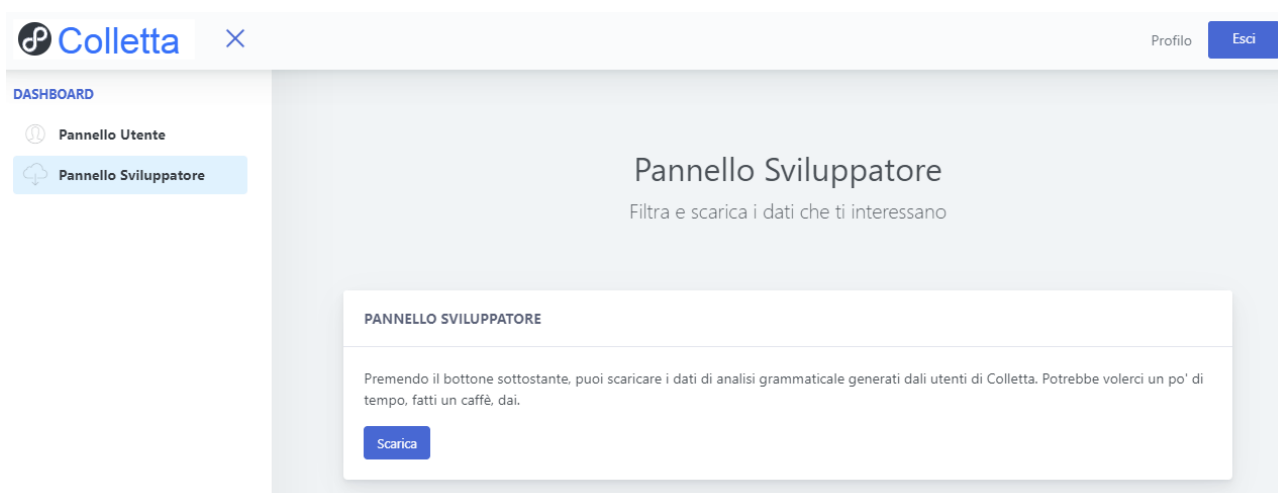 Colletta
Profilo
Esci
DASHBOARD
Pannello Utente
Pannello Sviluppatore
Pannello Sviluppatore
Filtra e scarica i dati che ti interessano
PANNELLO SVILUPPATORE
Premendo il bottone sottostante, puoi scaricare i dati di analisi grammaticale generati dali utenti di Colletta. Potrebbe volerci un po' di
tempo, fatti un caffè, dai.
Scarica